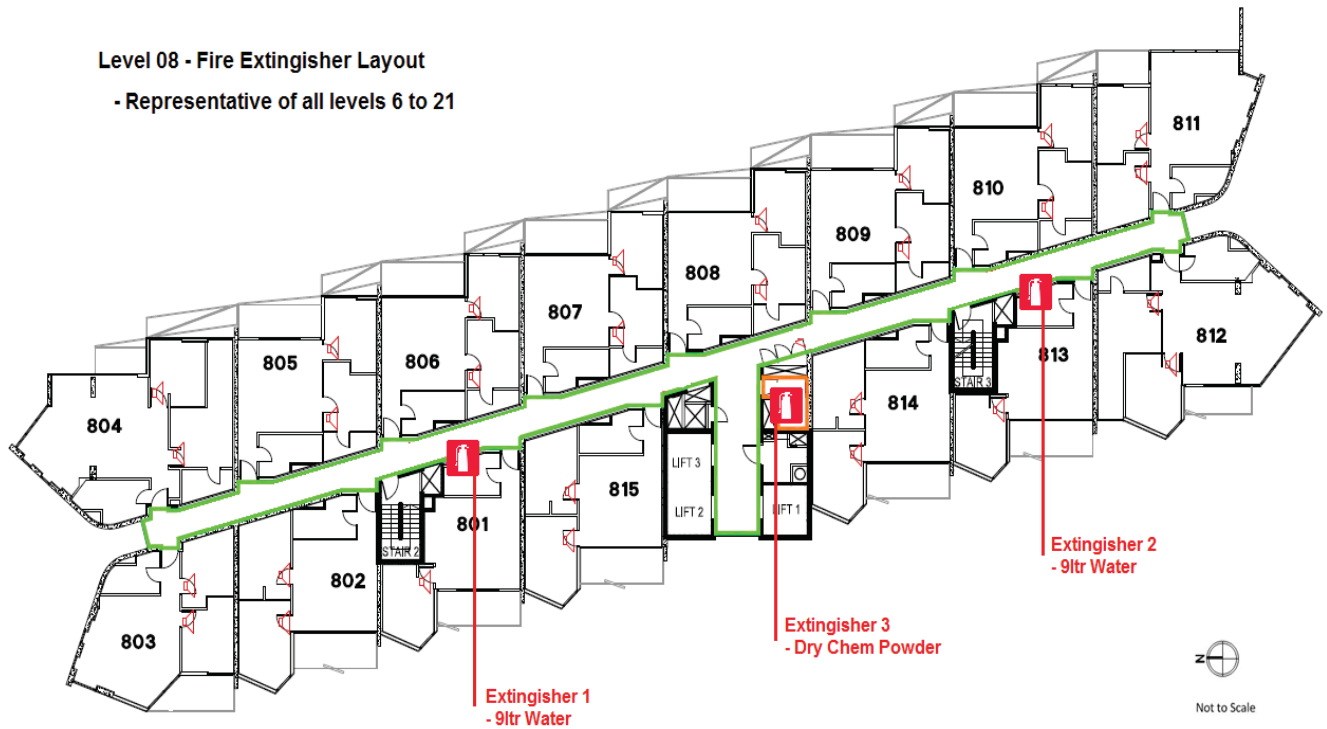 Level 08 - Fire Extingisher Layout
- Representative of all levels 6 to 21
811
810
809
808
807
806
805
804
812
813
814
815
801
802
803
STAIR 3
STAIR 2
LIFT 3
LIFT 2
LIFT 1
Extingisher 2
- 9ltr Water
Extingisher 3
- Dry Chem Powder
Extingisher 1
- 9ltr Water
N
Not to Scale